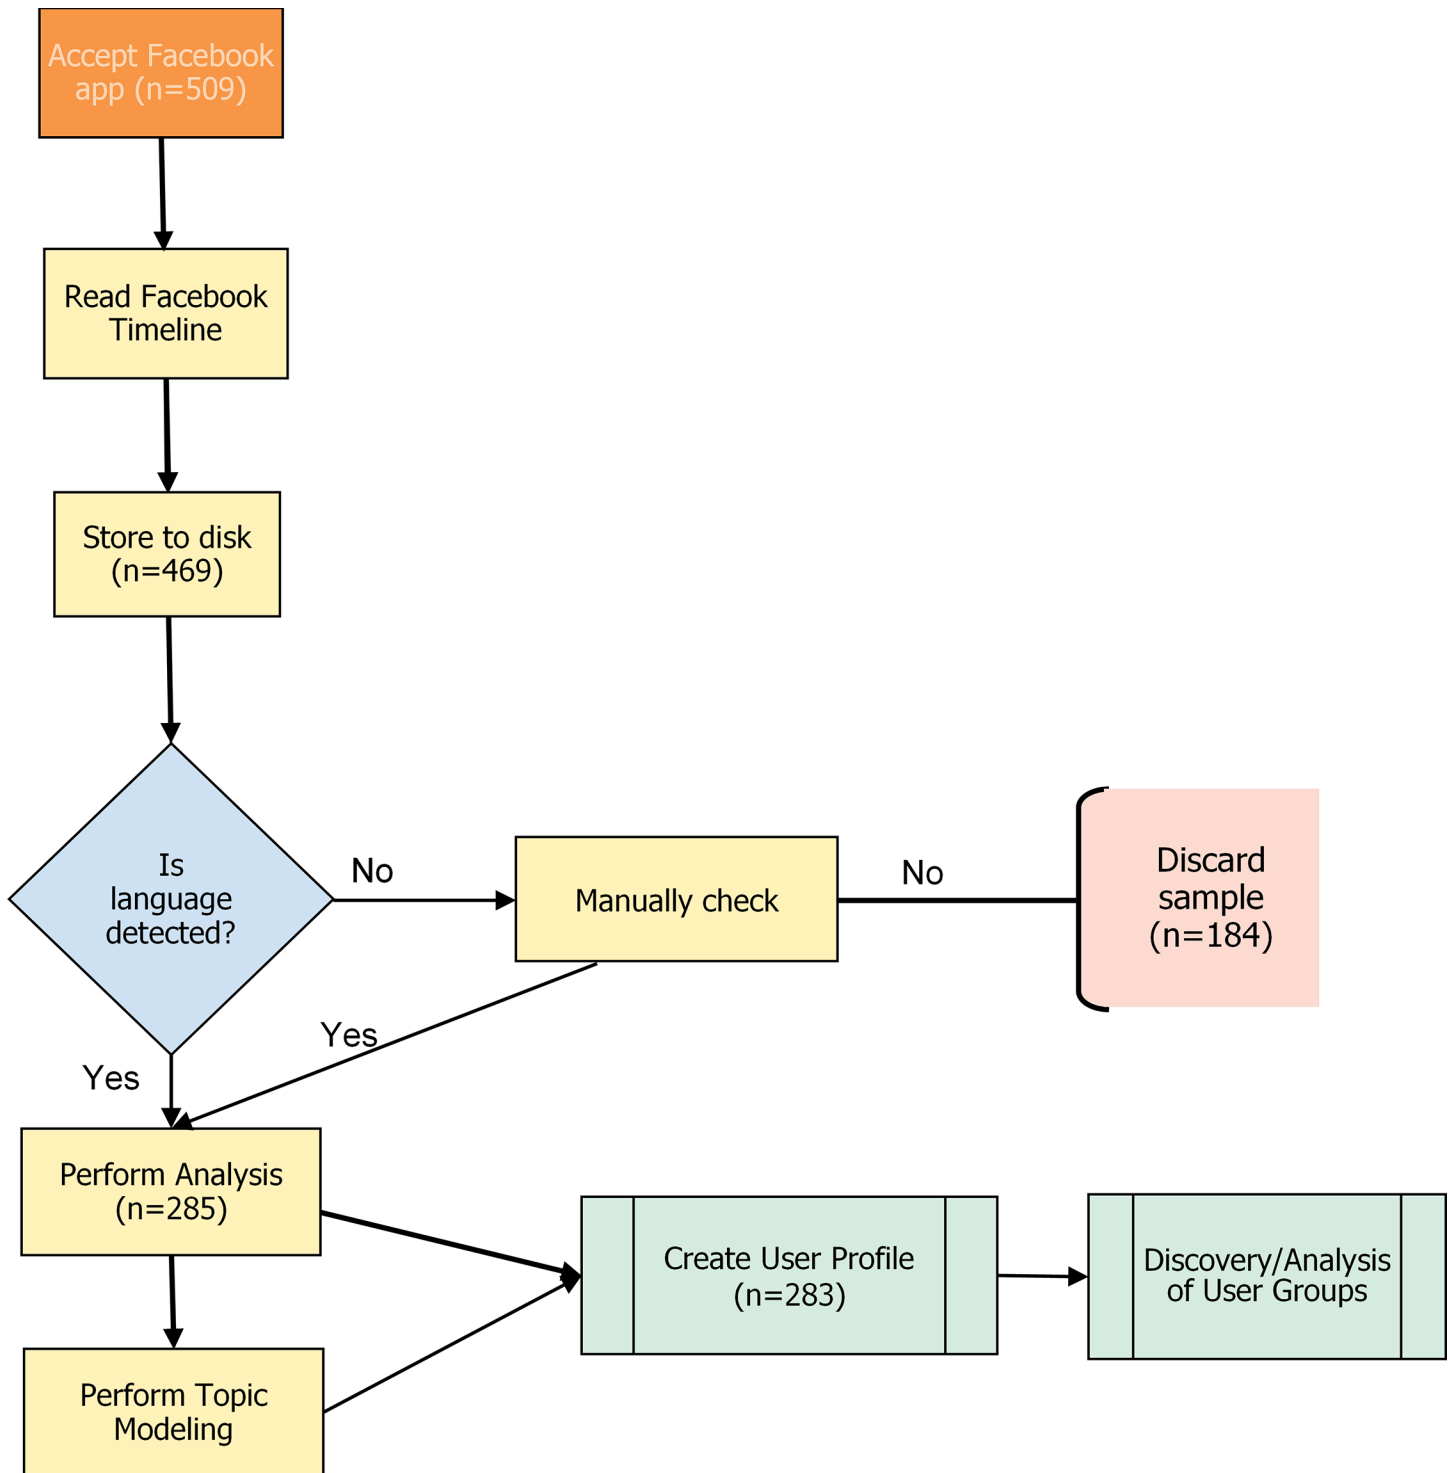 Accept Facebook
app (n=509)
Read Facebook
Timeline
Store to disk
(n=469)
Is
language
detected?
No
Manually check
No
Discard
sample
(n=184)
Yes
Yes
Perform Analysis
(n=285)
Create User Profile
(n=283)
Discovery/Analysis
of User Groups
Perform Topic
Modeling